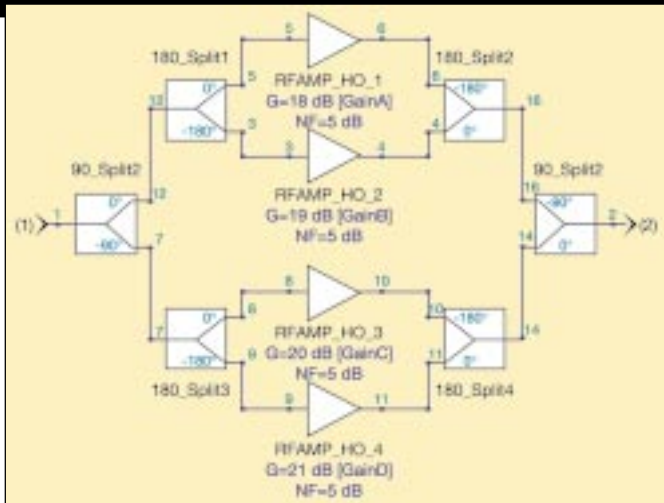 5 6
180_Split1 180_Split2
0° 5 RFAMP_HO_1 6 -180°
13 G=18 dB [GainA] 16
-180° 3 NF=5 dB 4 0°
3 4
90_Split2 RFAMP_HO_2 90_Split2
0° 12 G=19 dB [GainB] 16 -90°
(1) 1 NF=5 dB 2 (2)
-90° 7 14 0°
8 10
0° 8 RFAMP_HO_3 10 -180°
7 G=20 dB [GainC] 14
-180° 9 NF=5 dB 11 0°
180_Split3 9 11 180_Split4
RFAMP_HO_4
G=21 dB [GainD]
NF=5 dB